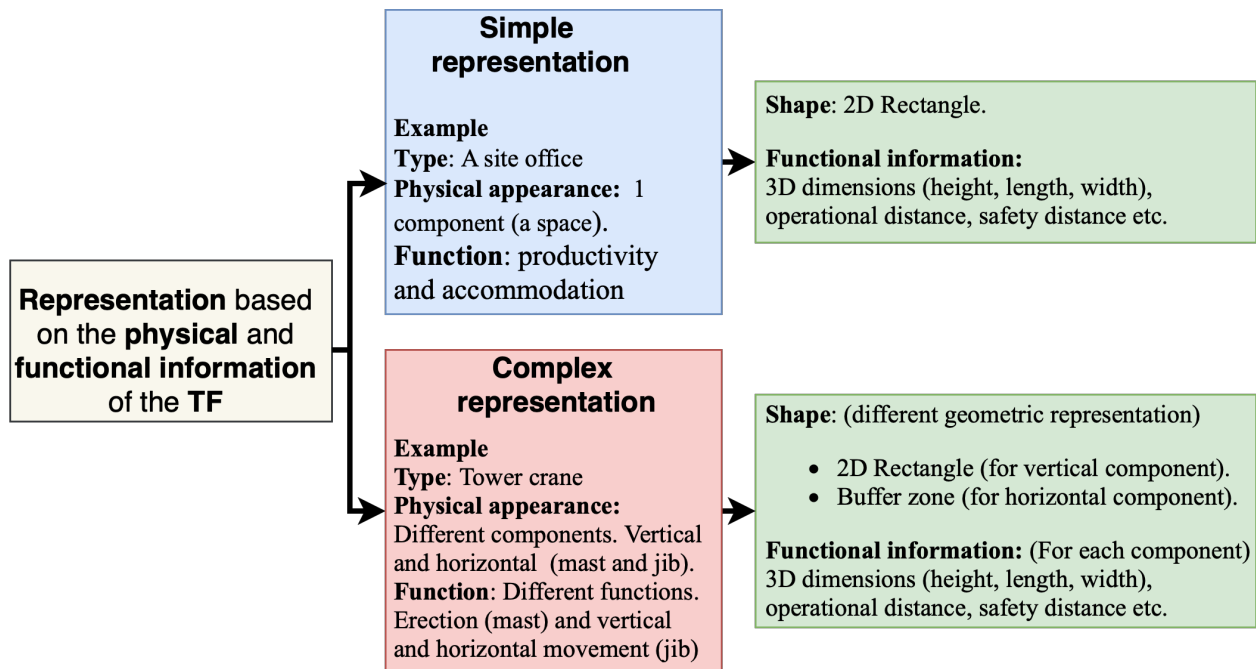 Representation based
on the physical and
functional information
of the TF
Simple
representation
Example
Type: A site office
Physical appearance: 1
component (a space).
Function: productivity
and accommodation
Shape: 2D Rectangle.
Functional information:
3D dimensions (height, length, width),
operational distance, safety distance etc.
Complex
representation
Example
Type: Tower crane
Physical appearance:
Different components. Vertical
and horizontal (mast and jib).
Function: Different functions.
Erection (mast) and vertical
and horizontal movement (jib)
Shape: (different geometric representation)
• 2D Rectangle (for vertical component).
• Buffer zone (for horizontal component).
Functional information: (For each component)
3D dimensions (height, length, width),
operational distance, safety distance etc.